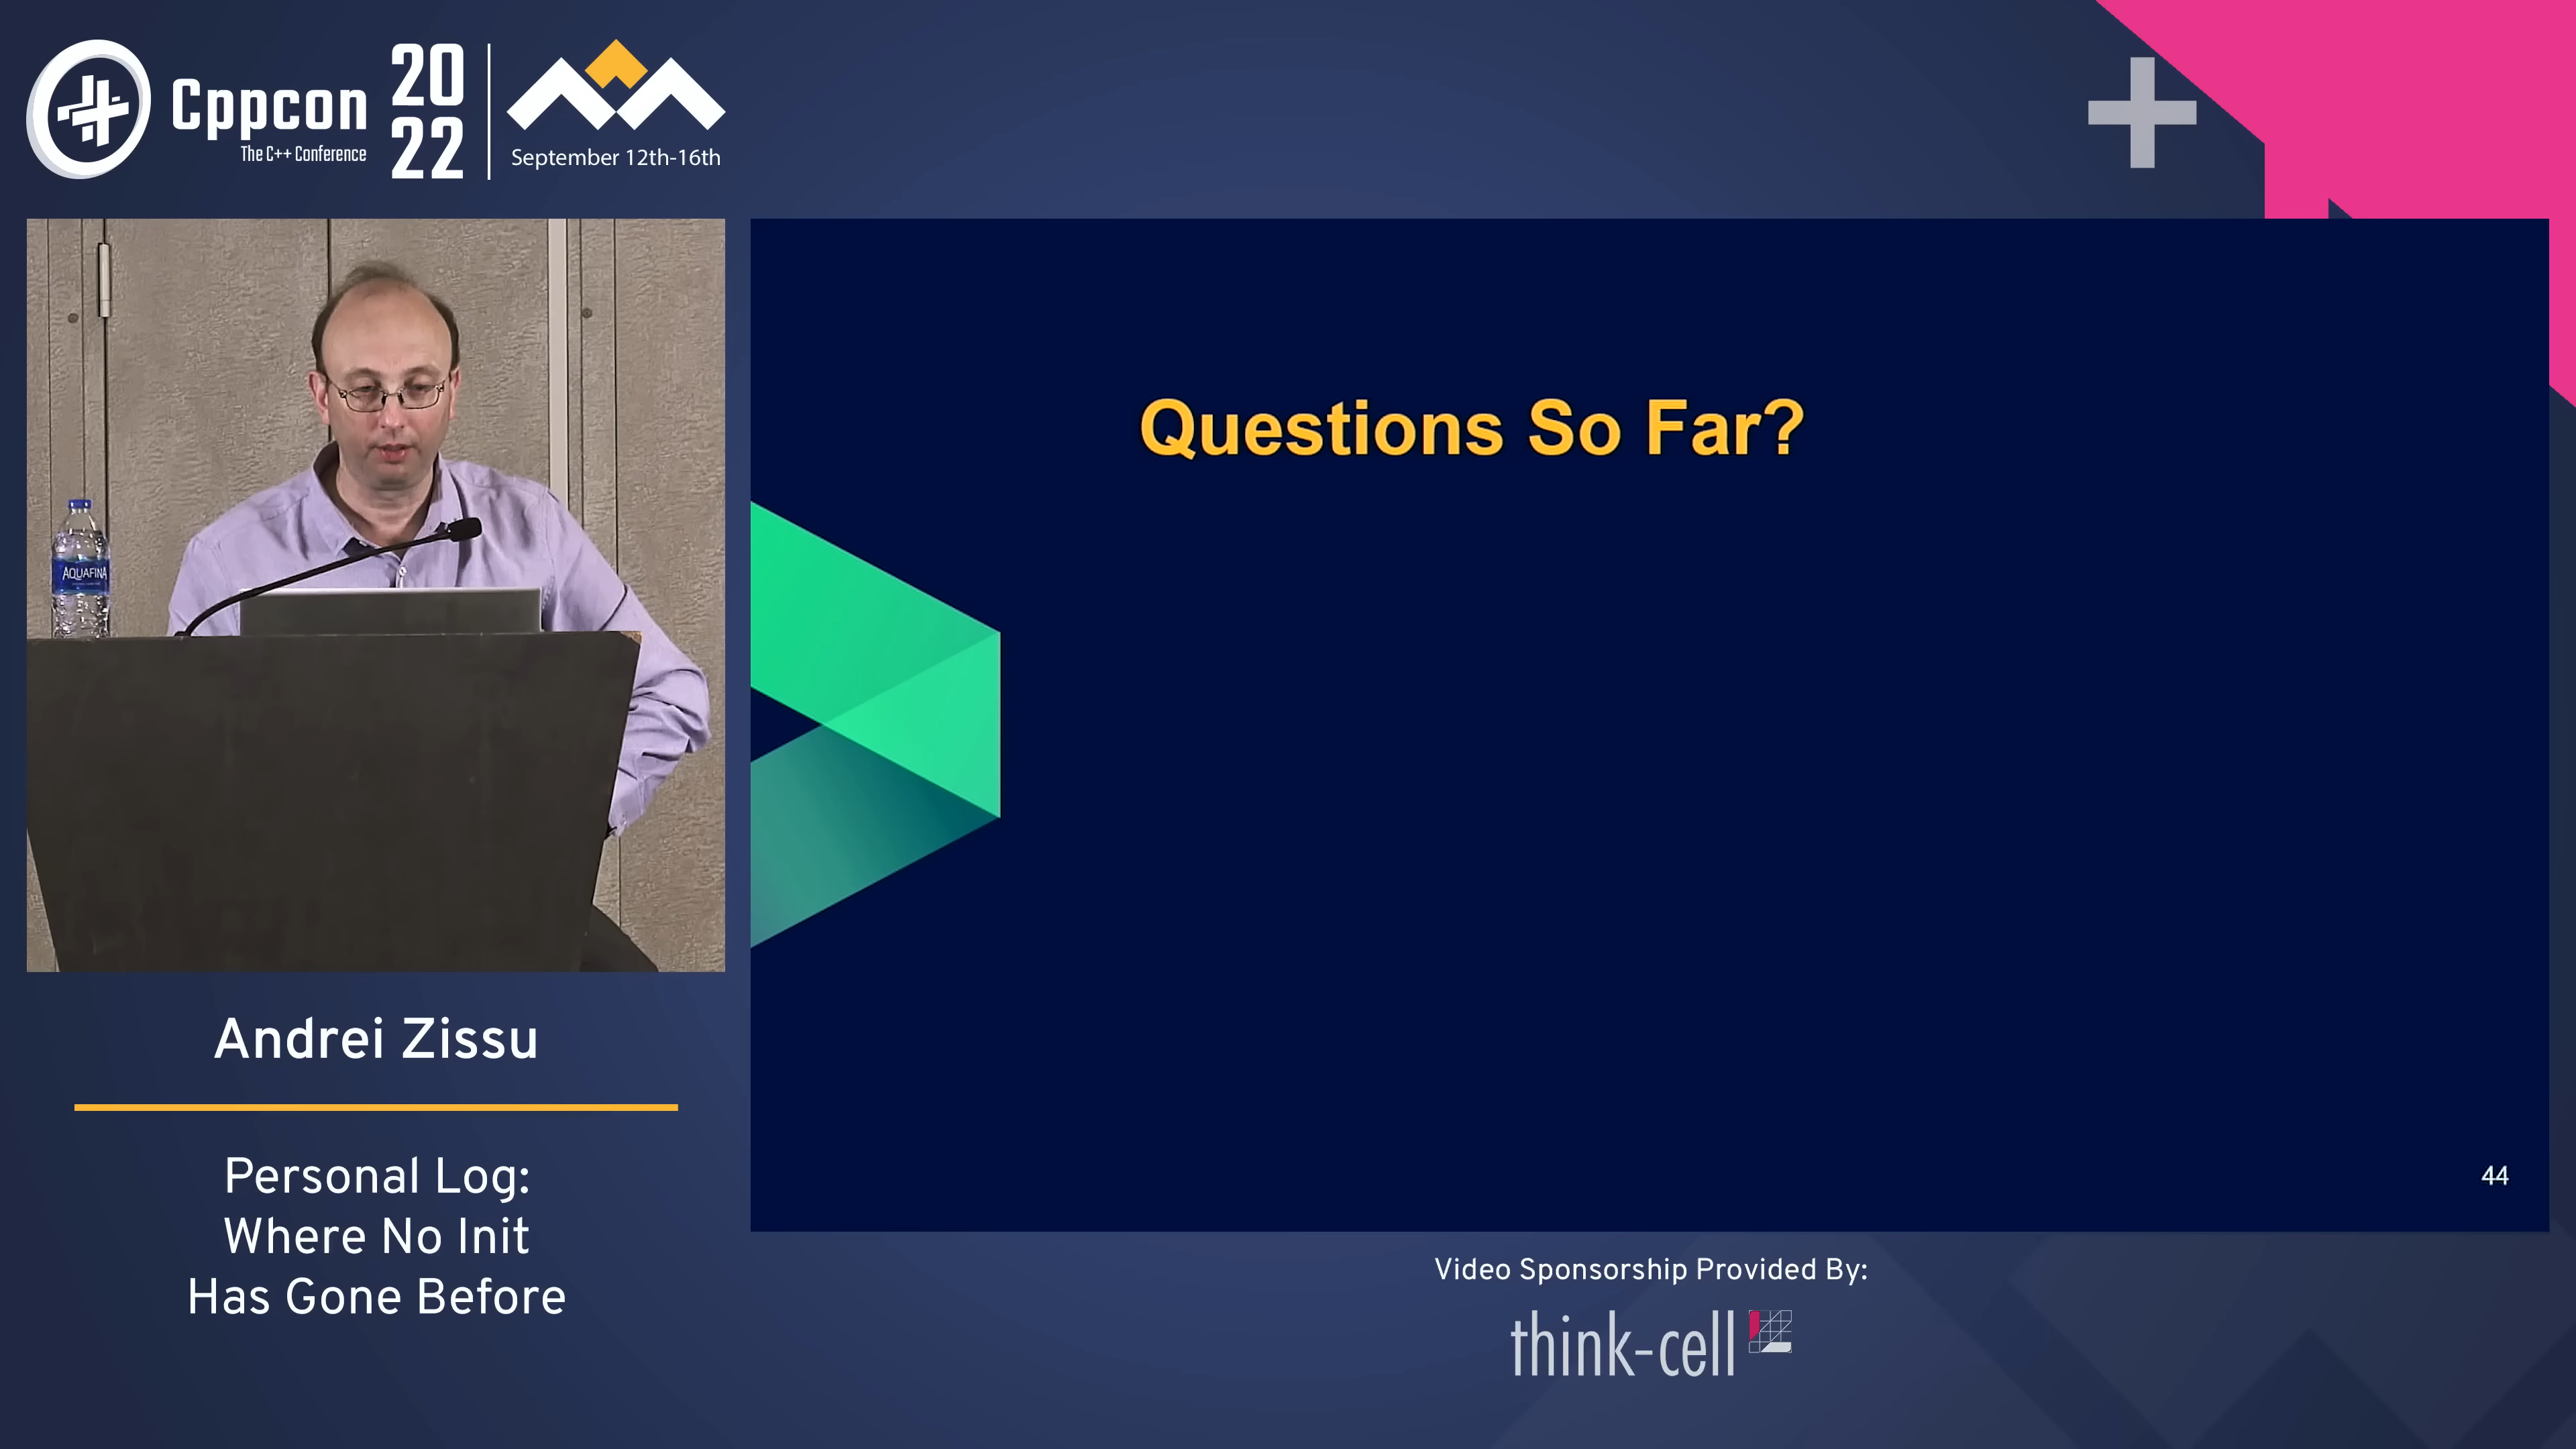 Cppcon
The C++ Conference
20
22
September 12th-16th
AQUAFINA
Questions So Far?
44
Andrei Zissu
Personal Log:
Where No Init
Has Gone Before
Video Sponsorship Provided By:
think-cell